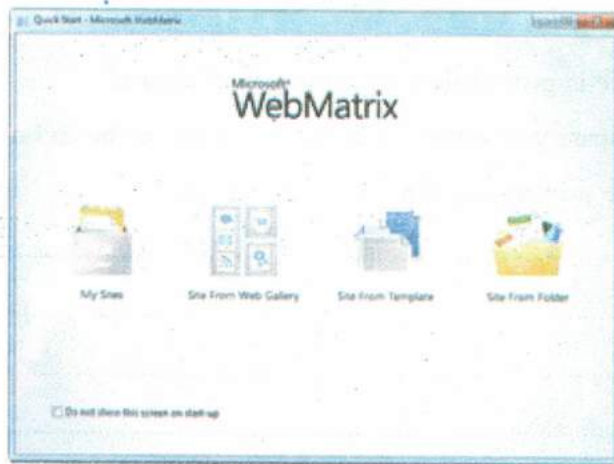 Quick Start - Microsoft WebMatrix
Microsoft®
WebMatrix
My Sites
Site From Web Gallery
Site From Template
Site From Folder
Do not show this screen on start-up